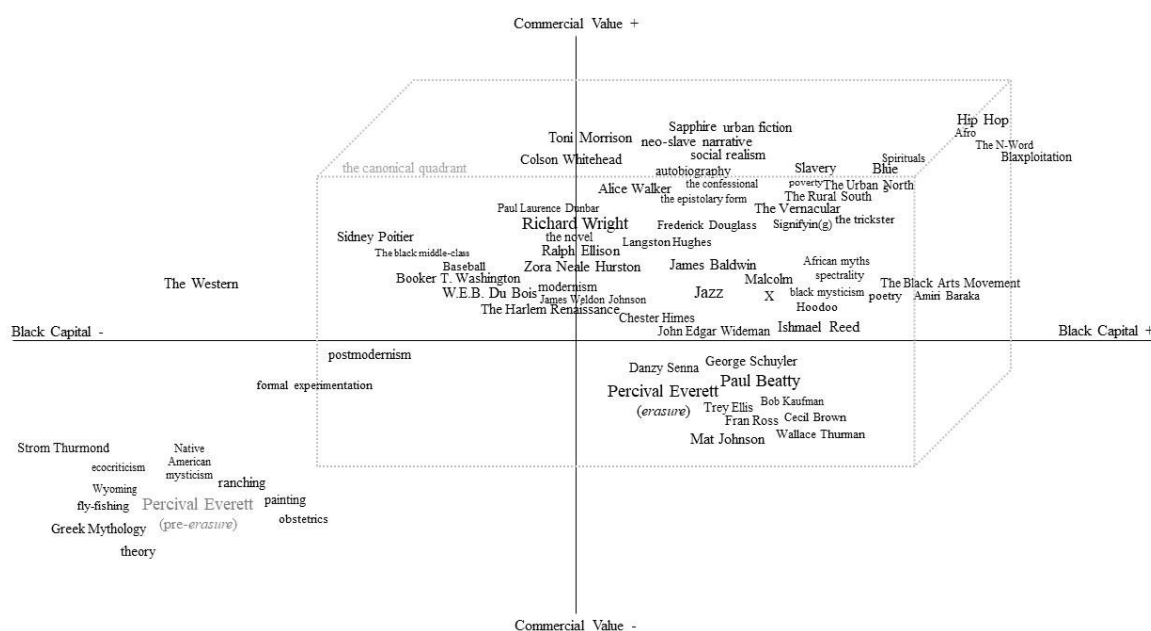 Commercial Value +
Hip Hop
Sapphire urban fiction
Afro
Toni Morrison
neo-slave narrative
The N-Word
social realism
Spirituals
Blaxploitation
Colson Whitehead
the canonical quadrant
autobiography
Slavery
Blue
s
Alice Walker
the confessional
poverty
The Urban North
the epistolary form
The Rural South
Paul Laurence Dunbar
The Vernacular
Richard Wright
Frederick Douglass
Signifyin(g)
the trickster
Sidney Poitier
the novel
Langston Hughes
The black middle-class
Ralph Ellison
Baseball
Zora Neale Hurston
James Baldwin
African myths
spectrality
Booker T. Washington
Malcolm
X
The Western
modernism
The Black Arts Movement
W.E.B. Du Bois
James Weldon Johnson
Jazz
black mysticism
poetry
Amiri Baraka
The Harlem Renaissance
Hoodoo
Chester Himes
Black Capital -
John Edgar Wideman
Ishmael Reed
Black Capital +
postmodernism
George Schuyler
Danzy Senna
formal experimentation
Paul Beatty
Percival Everett
(erasure)
Trey Ellis
Bob Kaufman
Fran Ross
Cecil Brown
Mat Johnson
Wallace Thurman
Strom Thurmond
Native
American
mysticism
ecocriticism
ranching
Wyoming
fly-fishing
Percival Everett
(pre-erasure)
painting
obstetrics
Greek Mythology
theory
Commercial Value -